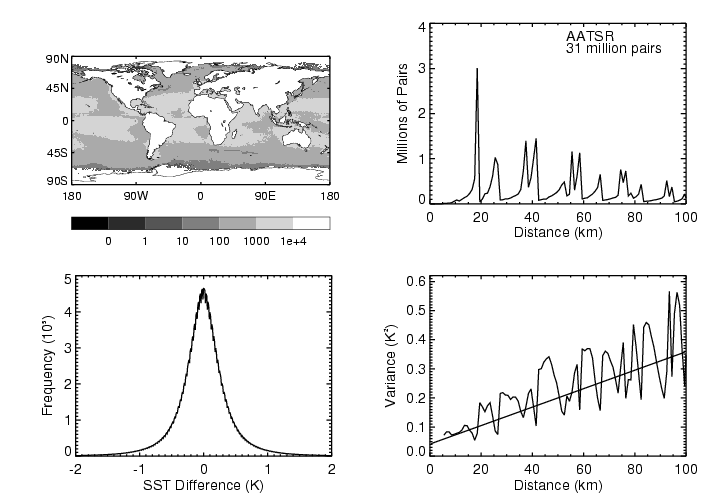 90N
45N
0
45S
90S
180 90W 0 90E 180
0 1 10 100 1000 1e+4
AATSR
31 million pairs
4
3
2
1
0
Millions of Pairs
0 20 40 60 80 100
Distance (km)
5
4
3
2
1
0
Frequency (10⁵)
-2 -1 0 1 2
SST Difference (K)
0.6
0.5
0.4
0.3
0.2
0.1
0.0
Variance (K²)
0 20 40 60 80 100
Distance (km)